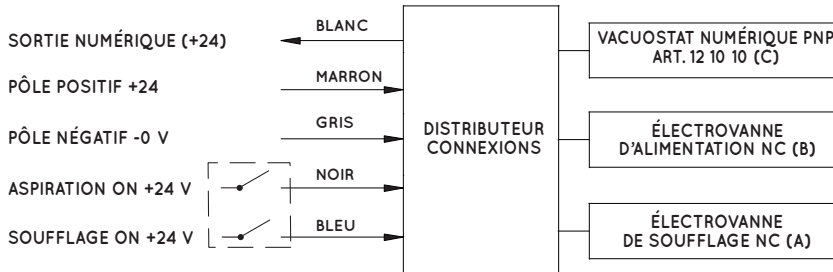 SORTIE NUMÉRIQUE (+24)
BLANC
PÔLE POSITIF +24
MARRON
PÔLE NÉGATIF -0 V
GRIS
ASPIRATION ON +24 V
NOIR
SOUFFLAGE ON +24 V
BLEU
DISTRIBUTEUR
CONNEXIONS
VACUOSTAT NUMÉRIQUE PNP
ART. 12 10 10 (C)
ÉLECTROVANNE
D'ALIMENTATION NC (B)
ÉLECTROVANNE
DE SOUFFLAGE NC (A)